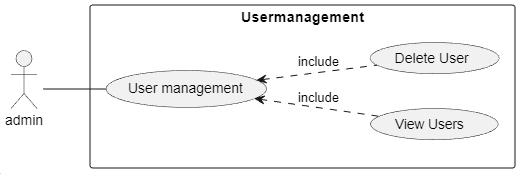 Usermanagement
include
Delete User
User management
include
View Users
admin